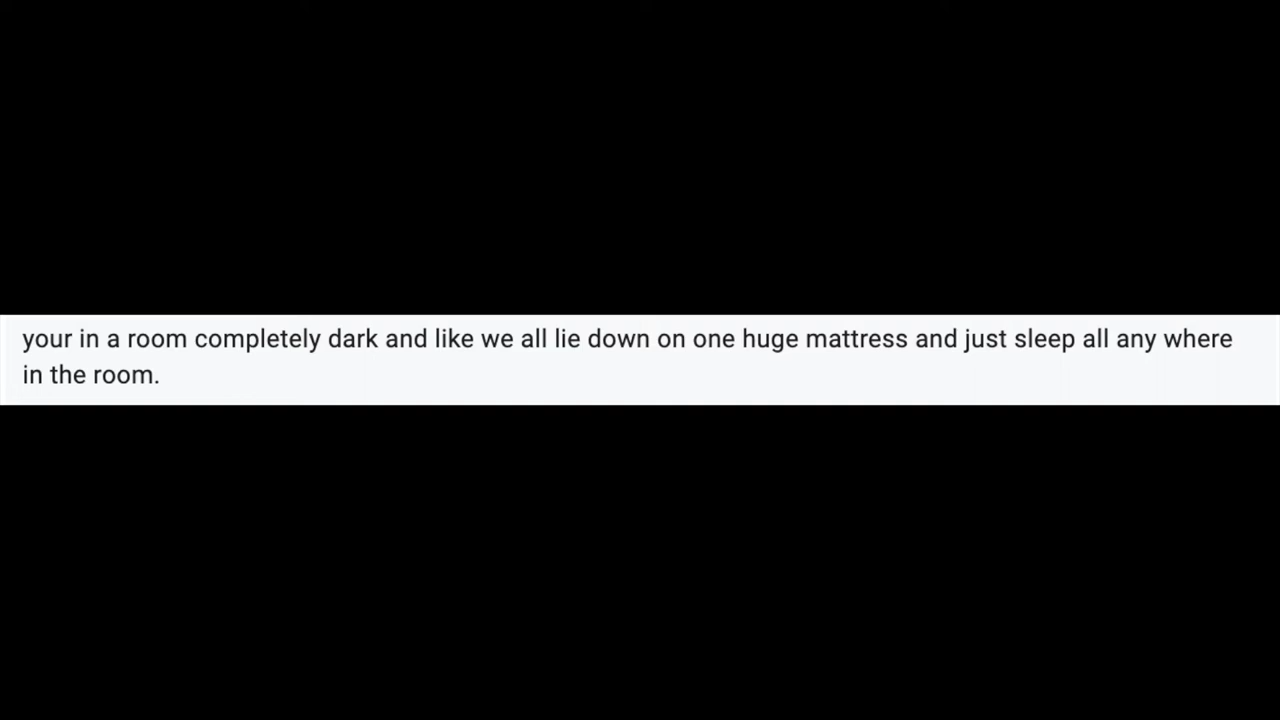 your in a room completely dark and like we all lie down on one huge mattress and just sleep all any where
in the room.